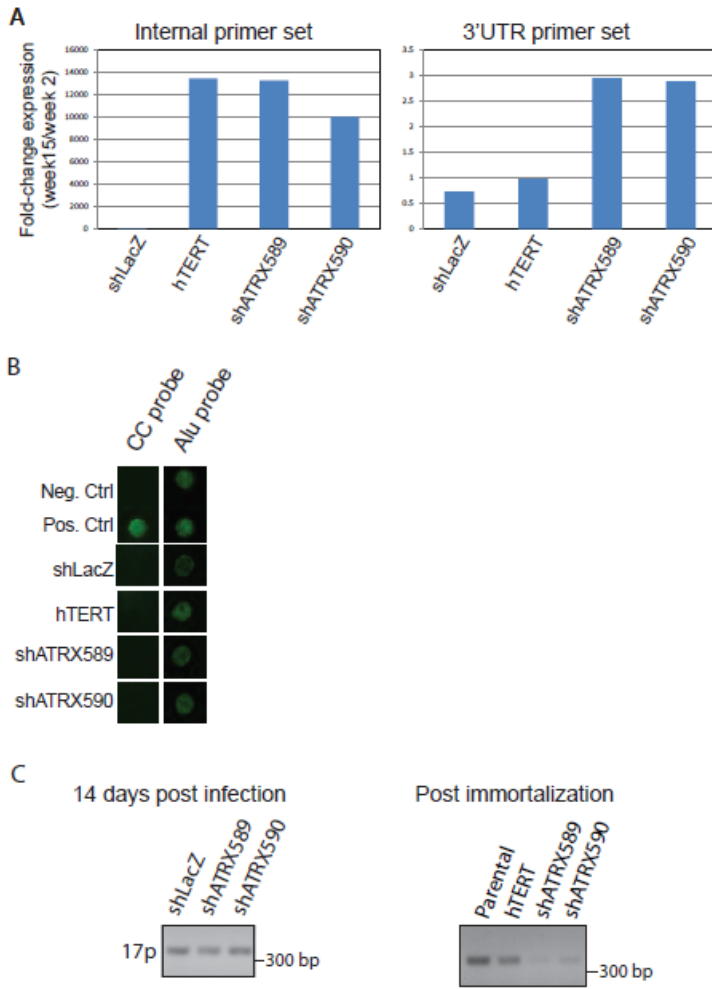 A
Internal primer set
Fold-change expression
(week15/week 2)
16000
14000
12000
10000
8000
6000
4000
2000
0
shLacZ
hTERT
shATRX589
shATRX590
3'UTR primer set
3.5
3
2.5
2
1.5
1
0.5
0
shLacZ
hTERT
shATRX589
shATRX590
B
CC probe
Alu probe
Neg. Ctrl
Pos. Ctrl
shLacZ
hTERT
shATRX589
shATRX590
C
14 days post infection
shLacZ
shATRX589
shATRX590
17p
300 bp
Post immortalization
Parental
hTERT
shATRX589
shATRX590
300 bp